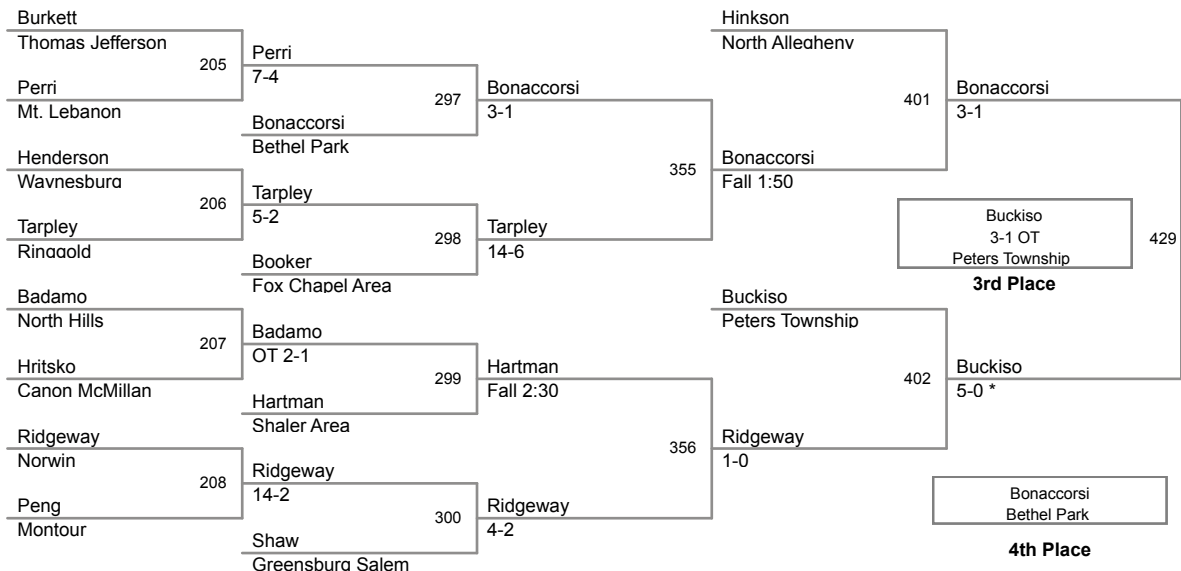 Burkett
Thomas Jefferson
205
Perri
Mt. Lebanon
Henderson
Waynesburg
206
Tarpley
Ringgold
Badamo
North Hills
207
Hritsko
Canon McMillan
Ridgeway
Norwin
208
Peng
Montour
Perri
7-4
297
Bonaccorsi
Bethel Park
Tarpley
5-2
298
Booker
Fox Chapel Area
Badamo
OT 2-1
299
Hartman
Shaler Area
Ridgeway
14-2
300
Shaw
Greensburg Salem
Bonaccorsi
3-1
355
Tarpley
14-6
Hartman
Fall 2:30
356
Ridgeway
4-2
Hinkson
North Allegheny
401
Bonaccorsi
Fall 1:50
Buckiso
Peters Township
402
Ridgeway
1-0
Bonaccorsi
3-1
429
Buckiso
5-0 *
Buckiso
3-1 OT
Peters Township
3rd Place
Bonaccorsi
Bethel Park
4th Place